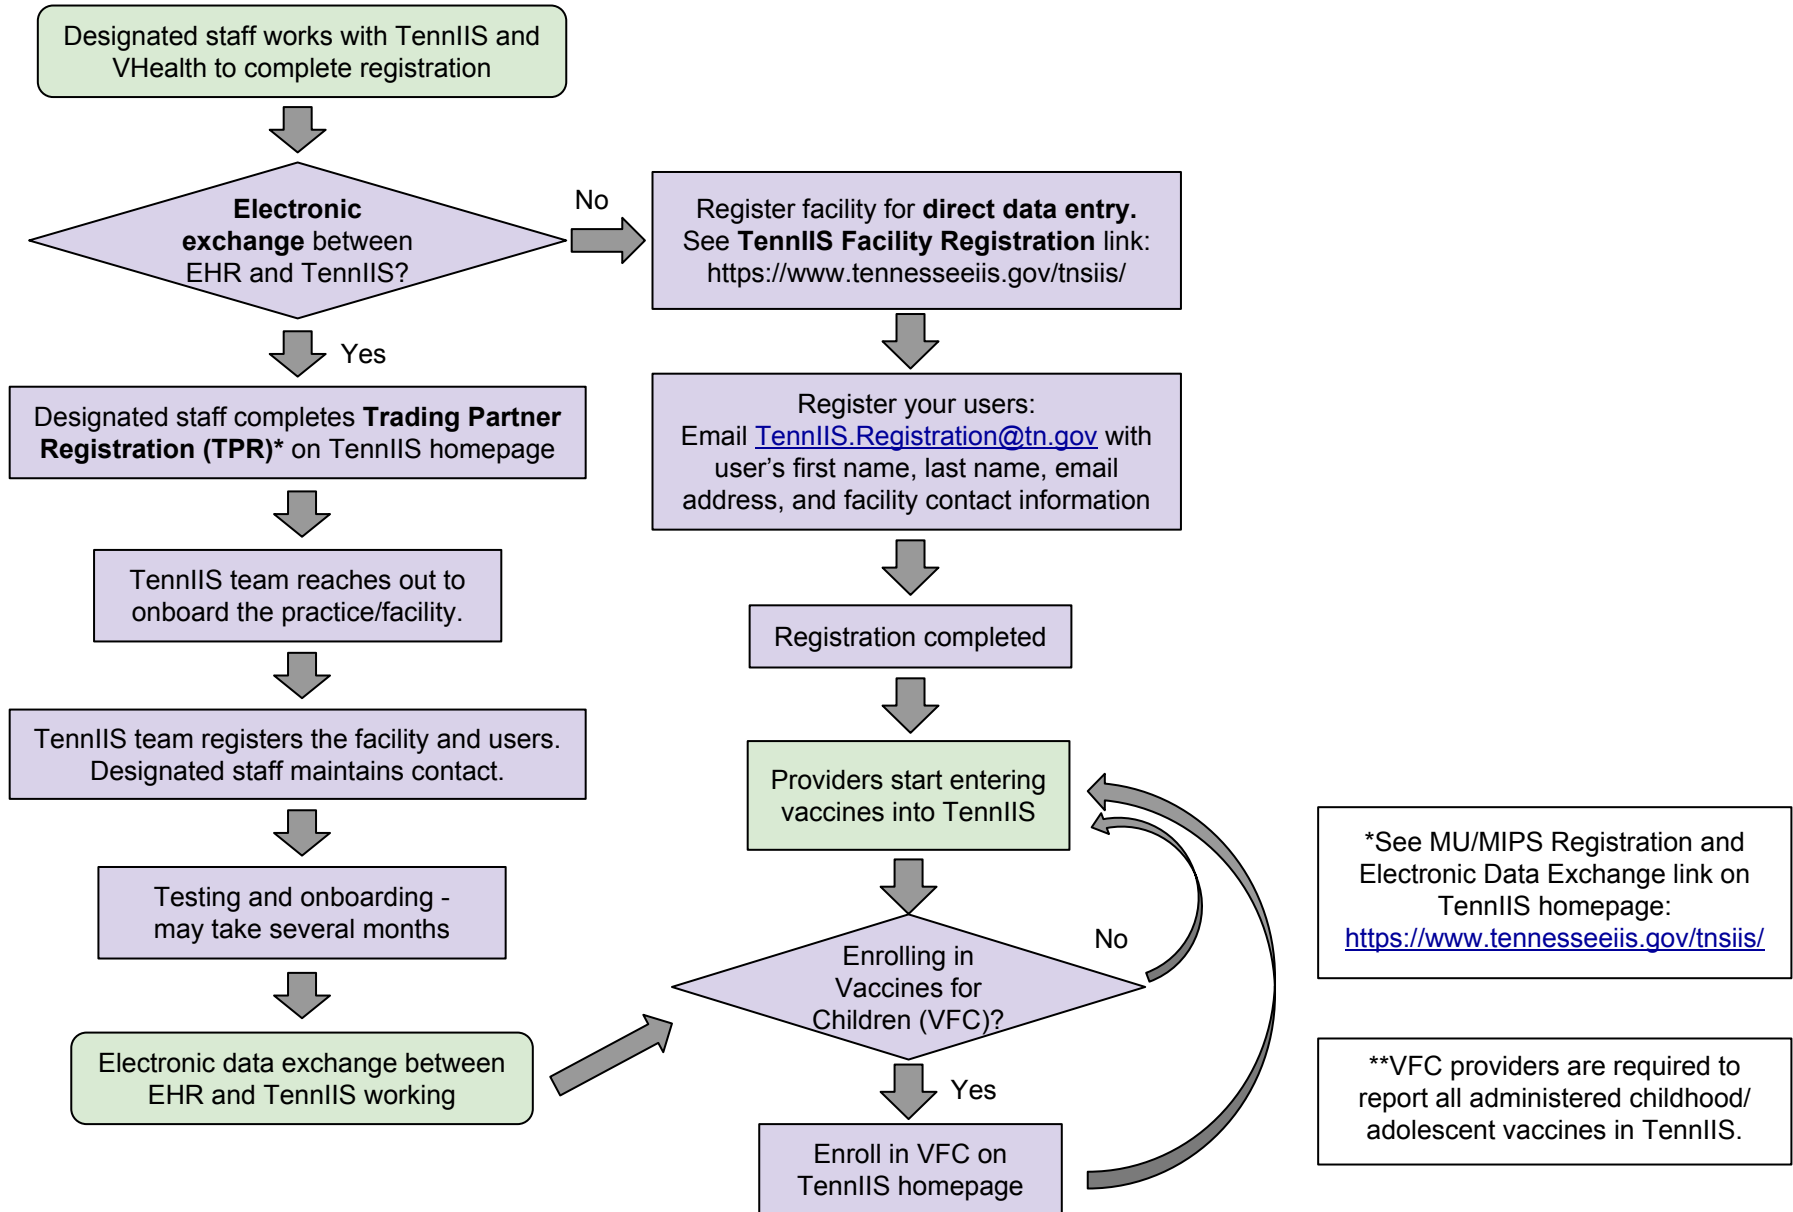 Designated staff works with TennIIS and
VHealth to complete registration
Electronic
exchange between
EHR and TennIIS?
No
Yes
Register facility for direct data entry.
See TennIIS Facility Registration link:
https://www.tennesseeiis.gov/tnsiis/
Designated staff completes Trading Partner
Registration (TPR)* on TennIIS homepage
Register your users:
Email TennIIS.Registration@tn.gov with
user’s first name, last name, email
address, and facility contact information
TennIIS team reaches out to
onboard the practice/facility.
Registration completed
TennIIS team registers the facility and users.
Designated staff maintains contact.
Providers start entering
vaccines into TennIIS
Testing and onboarding -
may take several months
Enrolling in
Vaccines for
Children (VFC)?
No
Yes
Electronic data exchange between
EHR and TennIIS working
Enroll in VFC on
TennIIS homepage
*See MU/MIPS Registration and
Electronic Data Exchange link on
TennIIS homepage:
https://www.tennesseeiis.gov/tnsiis/
**VFC providers are required to
report all administered childhood/
adolescent vaccines in TennIIS.